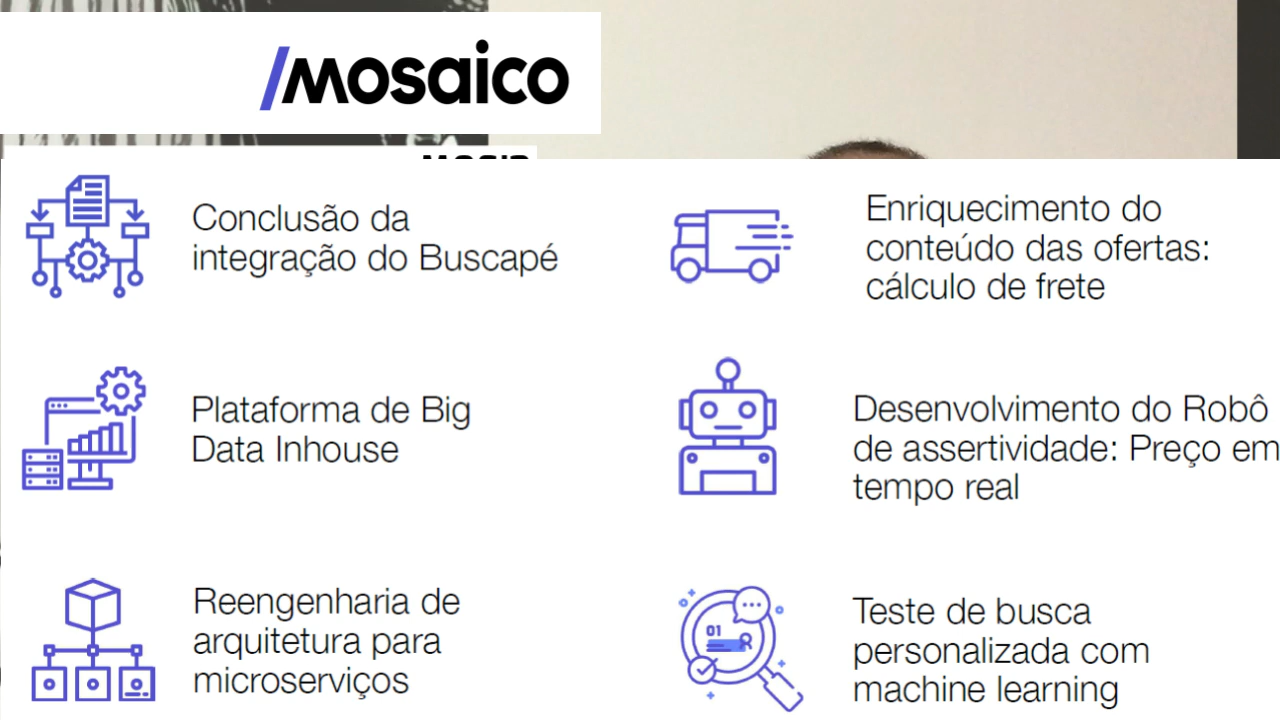 mosaico
Conclusão da
integração do Buscapé
Enriquecimento do
conteúdo das ofertas:
cálculo de frete
Plataforma de Big
Data Inhouse
Desenvolvimento do Robô
de assertividade: Preço em
tempo real
Reengenharia de
arquitetura para
microserviços
01
Teste de busca
personalizada com
machine learning